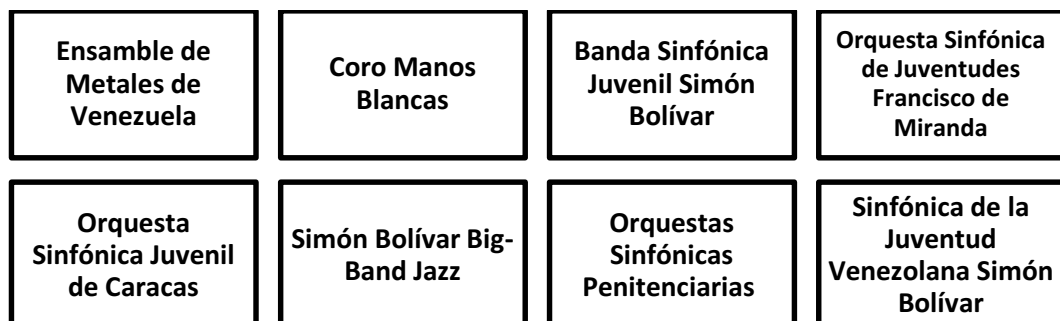 Ensamble de
Metales de
Venezuela
Coro Manos
Blancas
Banda Sinfónica
Juvenil Simón
Bolívar
Orquesta Sinfónica
de Juventudes
Francisco de
Miranda
Orquesta
Sinfónica Juvenil
de Caracas
Simón Bolívar Big-
Band Jazz
Orquestas
Sinfónicas
Penitenciarias
Sinfónica de la
Juventud
Venezolana Simón
Bolívar